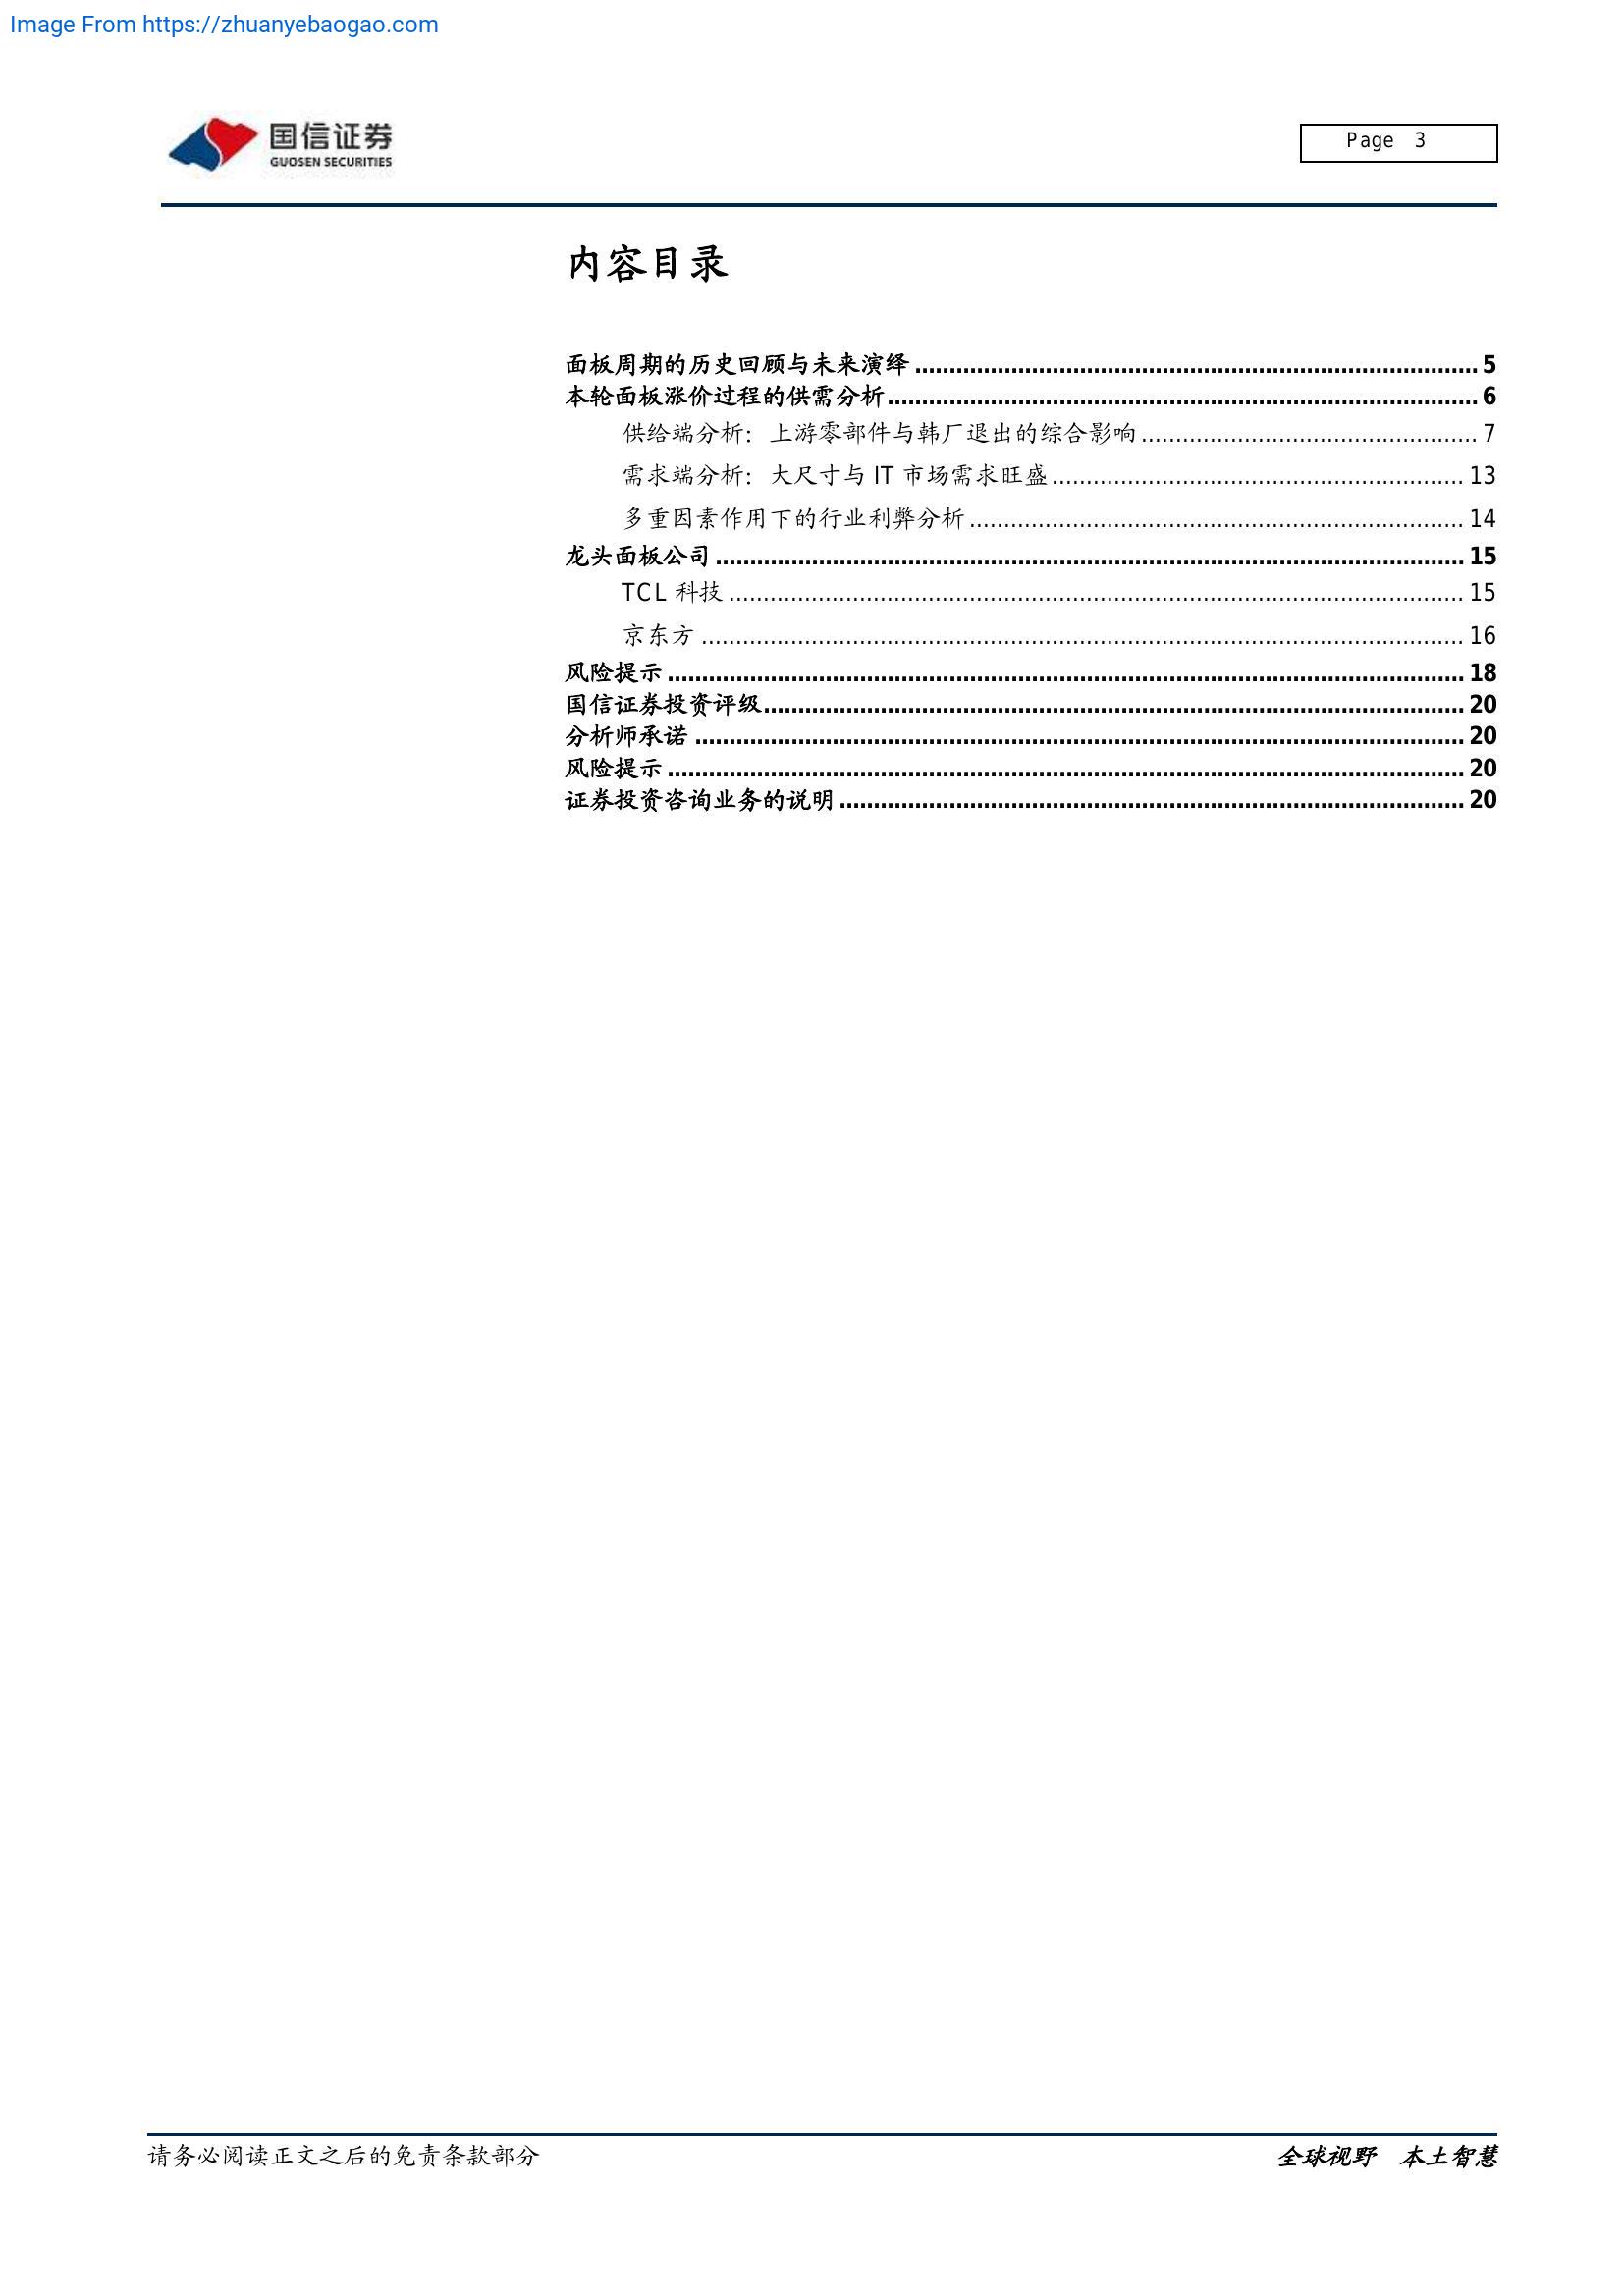 Image From https://zhuanyebaogao.com
国信证券
GUOSEN SECURITIES
Page 3
内容目录
面板周期的历史回顾与未来演绎 ........ 5
本轮面板涨价过程的供需分析 ........ 6
供给端分析：上游零部件与韩厂退出的综合影响 ........ 7
需求端分析：大尺寸与 IT 市场需求旺盛 ........ 13
多重因素作用下的行业利弊分析 ........ 14
龙头面板公司 ........ 15
TCL 科技 ........ 15
京东方 ........ 16
风险提示 ........ 18
国信证券投资评级 ........ 20
分析师承诺 ........ 20
风险提示 ........ 20
证券投资咨询业务的说明 ........ 20
请务必阅读正文之后的免责条款部分
全球视野 本土智慧